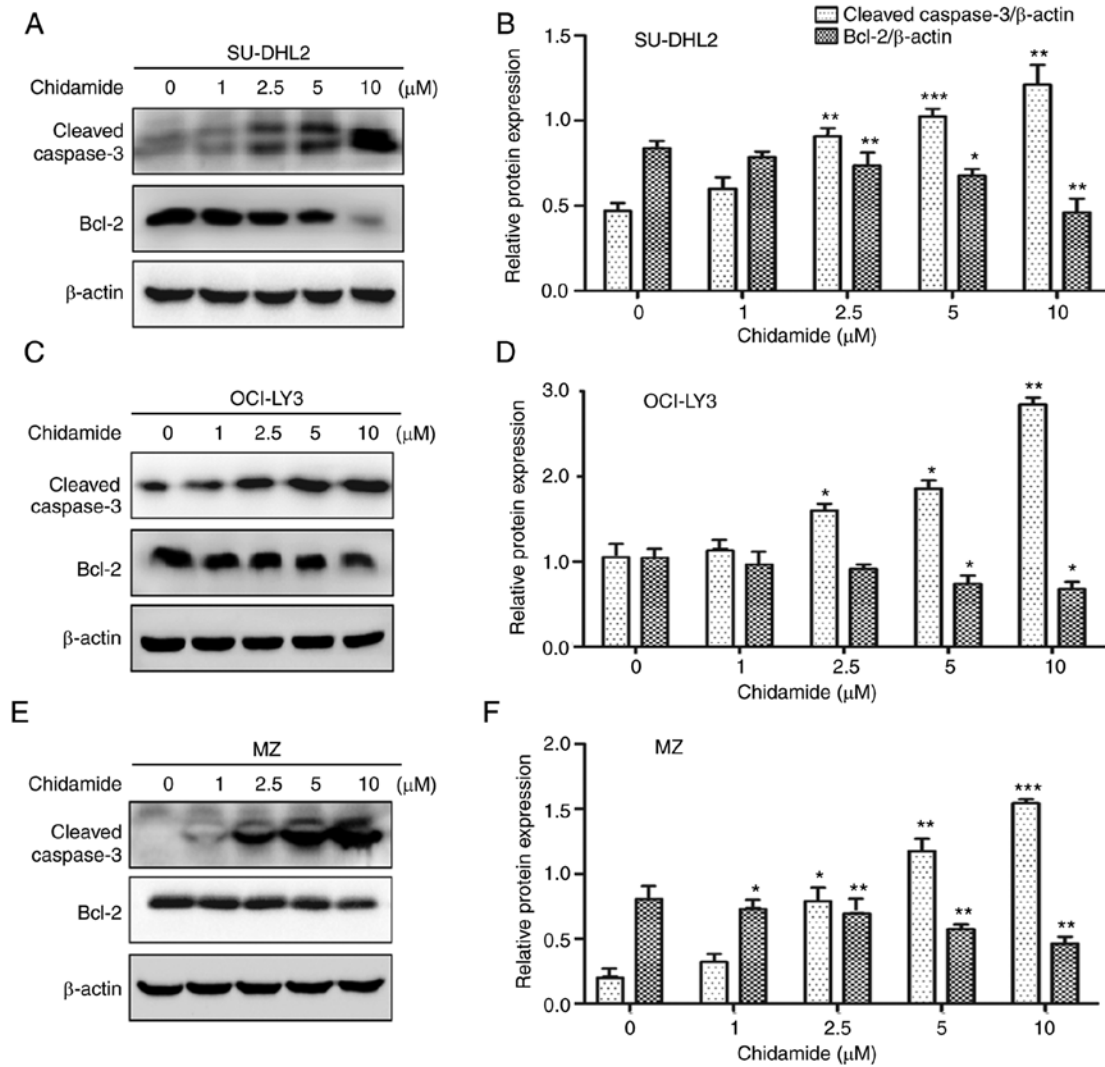 A
SU-DHL2
Chidamide 0 1 2.5 5 10 (μM)
Cleaved
caspase-3
Bcl-2
β-actin
B
SU-DHL2
Cleaved caspase-3/β-actin
Bcl-2/β-actin
Relative protein expression
1.5
1.0
0.5
0.0
** ** *** * ** **
0 1 2.5 5 10
Chidamide (μM)
C
OCI-LY3
Chidamide 0 1 2.5 5 10 (μM)
Cleaved
caspase-3
Bcl-2
β-actin
D
OCI-LY3
Relative protein expression
3.0
2.0
1.0
0.0
* * * ** *
0 1 2.5 5 10
Chidamide (μM)
E
MZ
Chidamide 0 1 2.5 5 10 (μM)
Cleaved
caspase-3
Bcl-2
β-actin
F
MZ
Relative protein expression
2.0
1.5
1.0
0.5
0.0
* * ** ** ** *** **
0 1 2.5 5 10
Chidamide (μM)